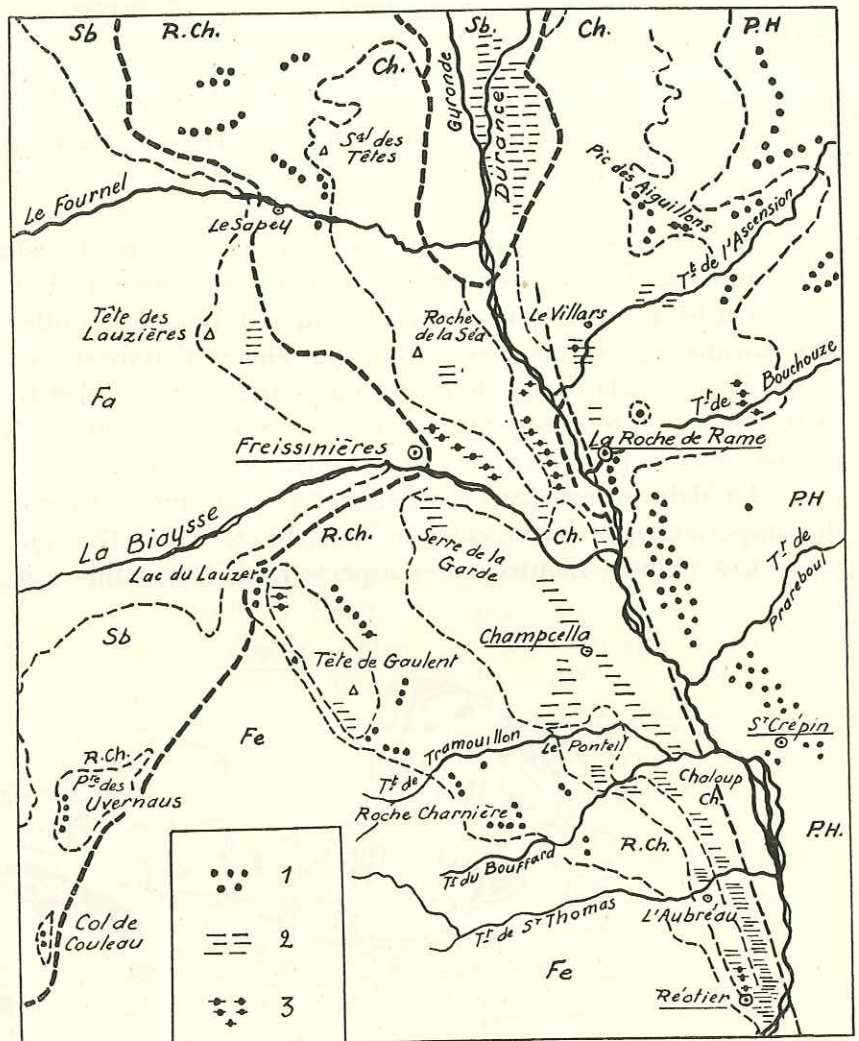 Sb
R.Ch.
Ch.
Sb.
Ch.
P.H
Gyronde
Durance
Sal des
Têtes
Pic des Aiguillons
Le Fournel
Le Sapey
Tt de l'Ascension
Tête des
Lauzières
Roche
de la Séa
Le Villars
Fa
Tt de Bouchouze
Freissinières
La Roche de Rame
La Biaysse
R.Ch.
Ch.
P.H
Lac du Lauzet
Serre de la
Garde
Tt de
Prareboul
Sb
Champcella
Tête de Gaulent
St Crépin
Fe
Tt de Tramouillon
Le Ponteil
R.Ch.
Pte des
Uvernaus
Chaloup
Ch.
Roche Charnière
R.Ch.
P.H.
Tt du Bouffard
1
L'Aubréau
Tt de St Thomas
Col de
Couleau
2
Fe
Réotier
3